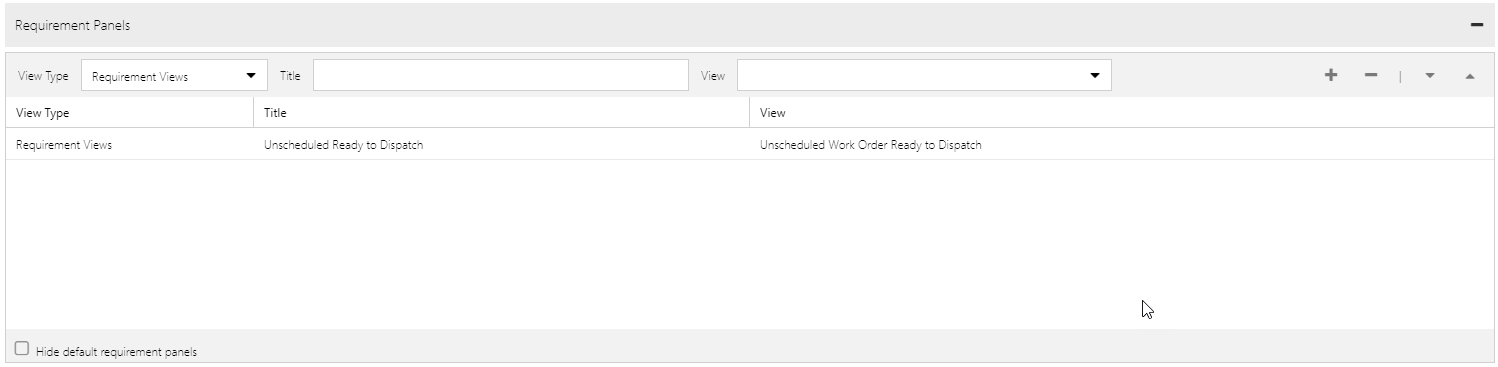 Requirement Panels
View Type Requirement Views Title View
View Type Title View
Requirement Views Unscheduled Ready to Dispatch Unscheduled Work Order Ready to Dispatch
Hide default requirement panels